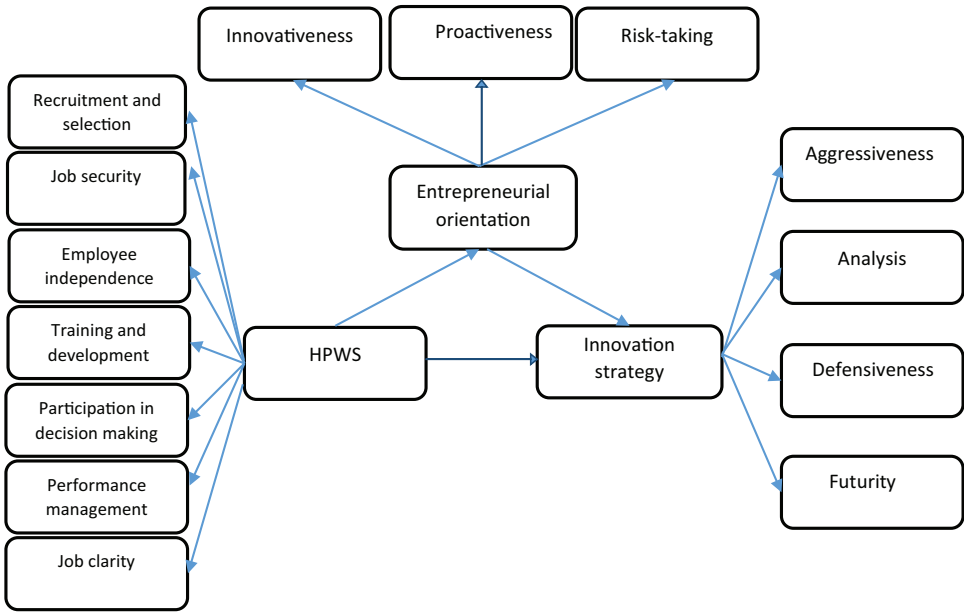 Innovativeness
Proactiveness
Risk-taking
Recruitment and
selection
Job security
Employee
independence
Training and
development
Participation in
decision making
Performance
management
Job clarity
Entrepreneurial
orientation
HPWS
Innovation
strategy
Aggressiveness
Analysis
Defensiveness
Futurity